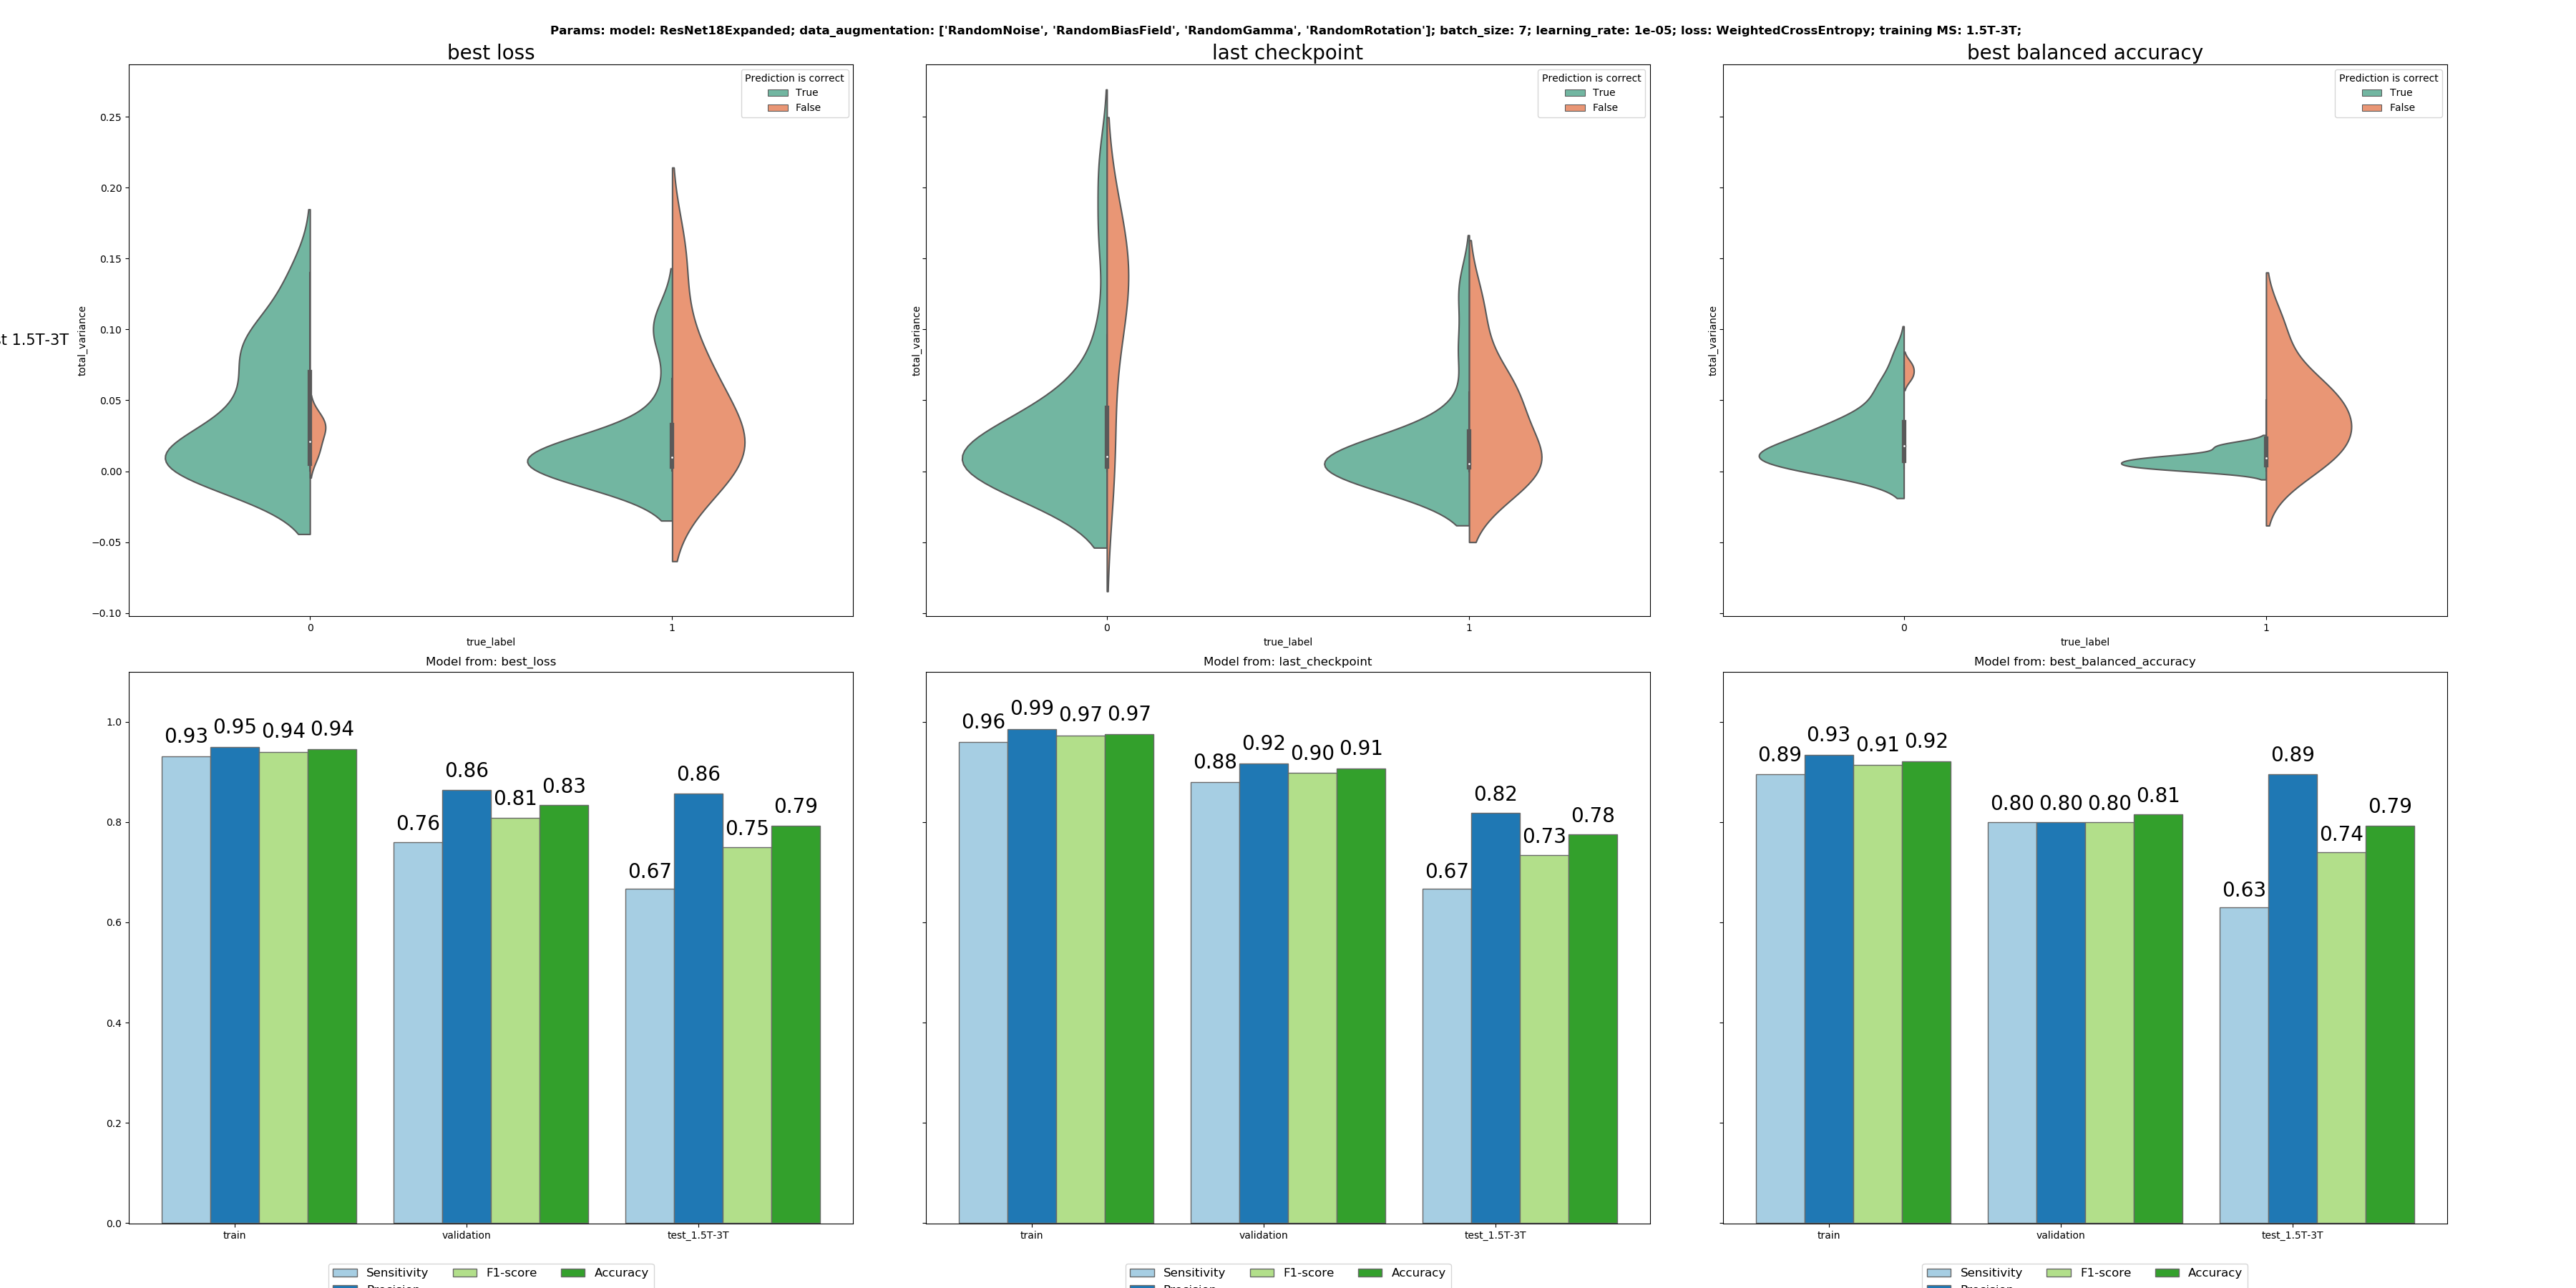 Params: model: ResNet18Expanded; data_augmentation: ['RandomNoise', 'RandomBiasField', 'RandomGamma', 'RandomRotation']; batch_size: 7; learning_rate: 1e-05; loss: WeightedCrossEntropy; training MS: 1.5T-3T;
best loss
last checkpoint
best balanced accuracy
Prediction is correct
True
False
Prediction is correct
True
False
Prediction is correct
True
False
0.25
0.20
0.15
0.10
0.05
0.00
−0.05
−0.10
1.5T-3T
total_variance
total_variance
total_variance
0 1
0 1
0 1
true_label
true_label
true_label
Model from: best_loss
Model from: last_checkpoint
Model from: best_balanced_accuracy
1.0
0.8
0.6
0.4
0.2
0.0
0.93 0.95 0.94 0.94
0.76 0.86 0.81 0.83
0.67 0.86 0.75 0.79
0.96 0.99 0.97 0.97
0.88 0.92 0.90 0.91
0.67 0.82 0.73 0.78
0.89 0.93 0.91 0.92
0.80 0.80 0.80 0.81
0.63 0.89 0.74 0.79
train validation test_1.5T-3T
train validation test_1.5T-3T
train validation test_1.5T-3T
Sensitivity F1-score Accuracy
Sensitivity F1-score Accuracy
Sensitivity F1-score Accuracy